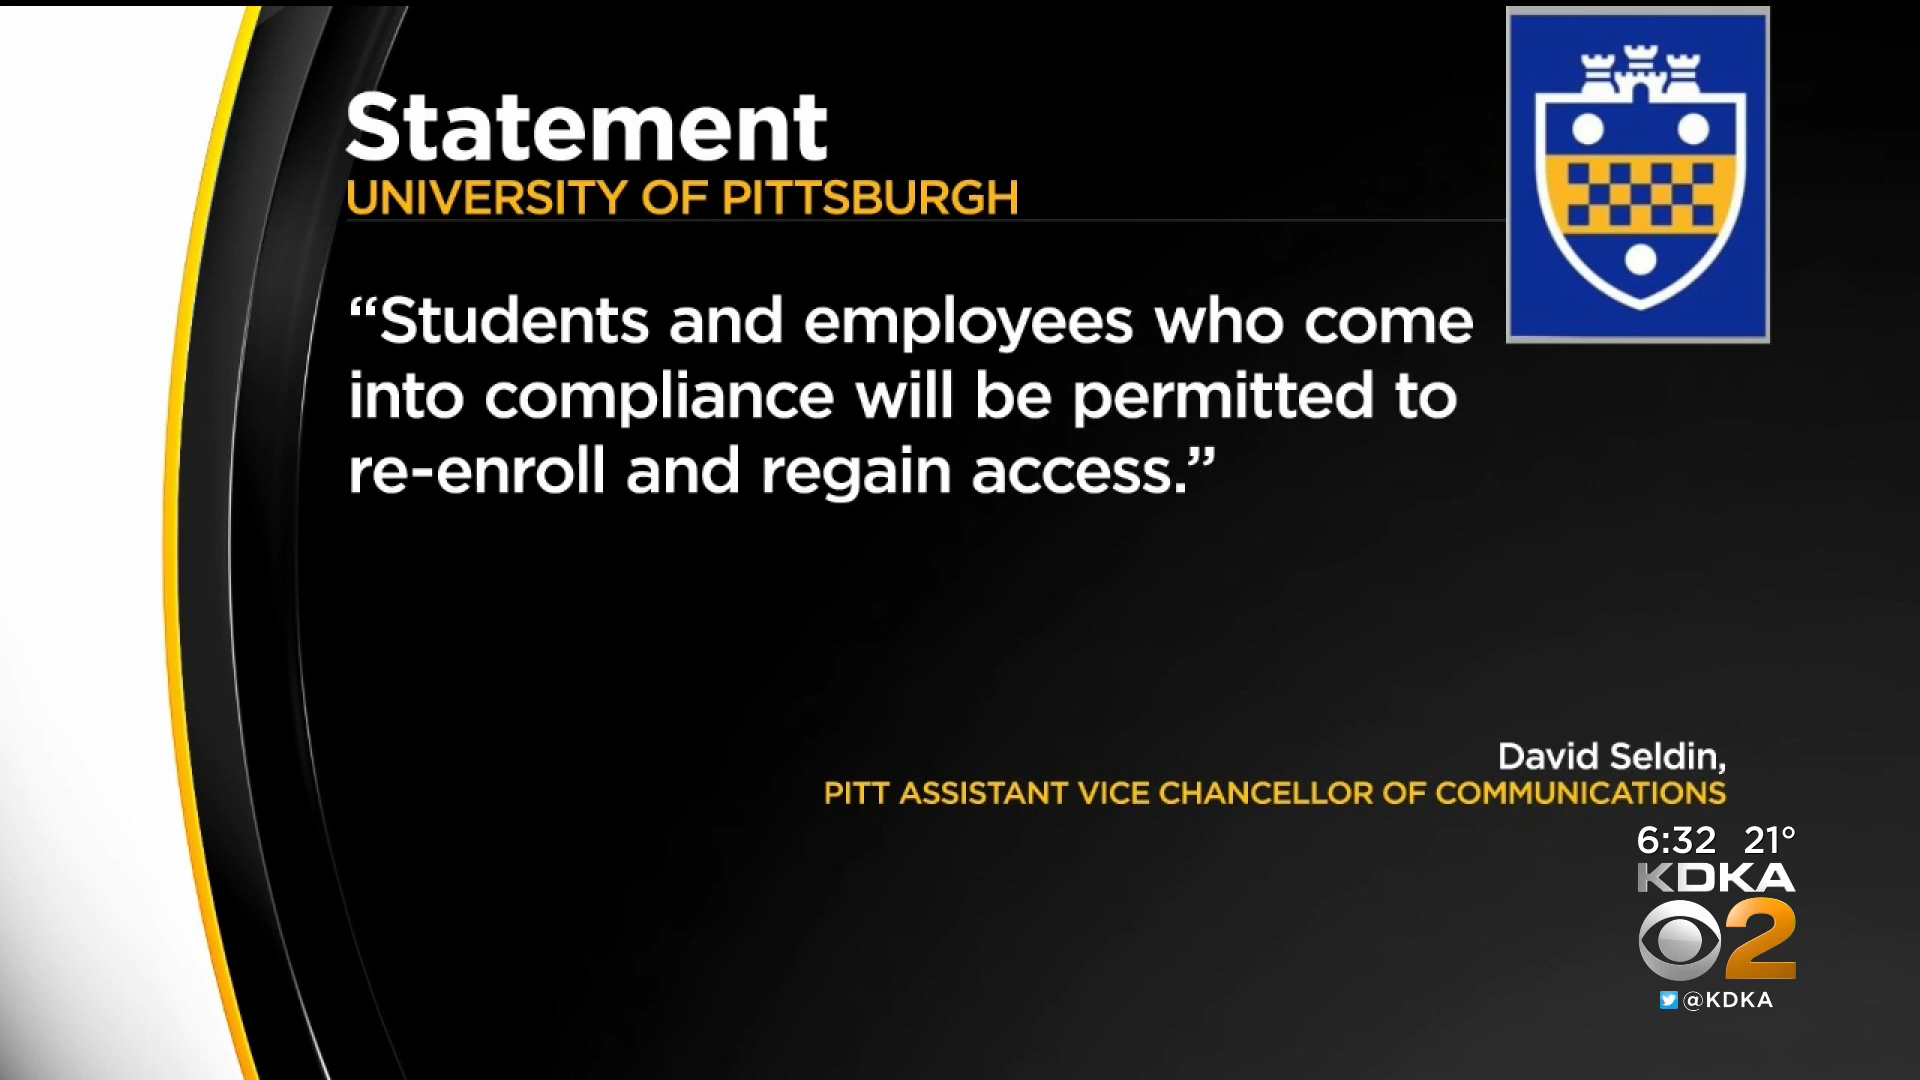 Statement
UNIVERSITY OF PITTSBURGH
“Students and employees who come
into compliance will be permitted to
re-enroll and regain access.”
David Seldin,
PITT ASSISTANT VICE CHANCELLOR OF COMMUNICATIONS
6:32 21°
KDKA
2
@KDKA